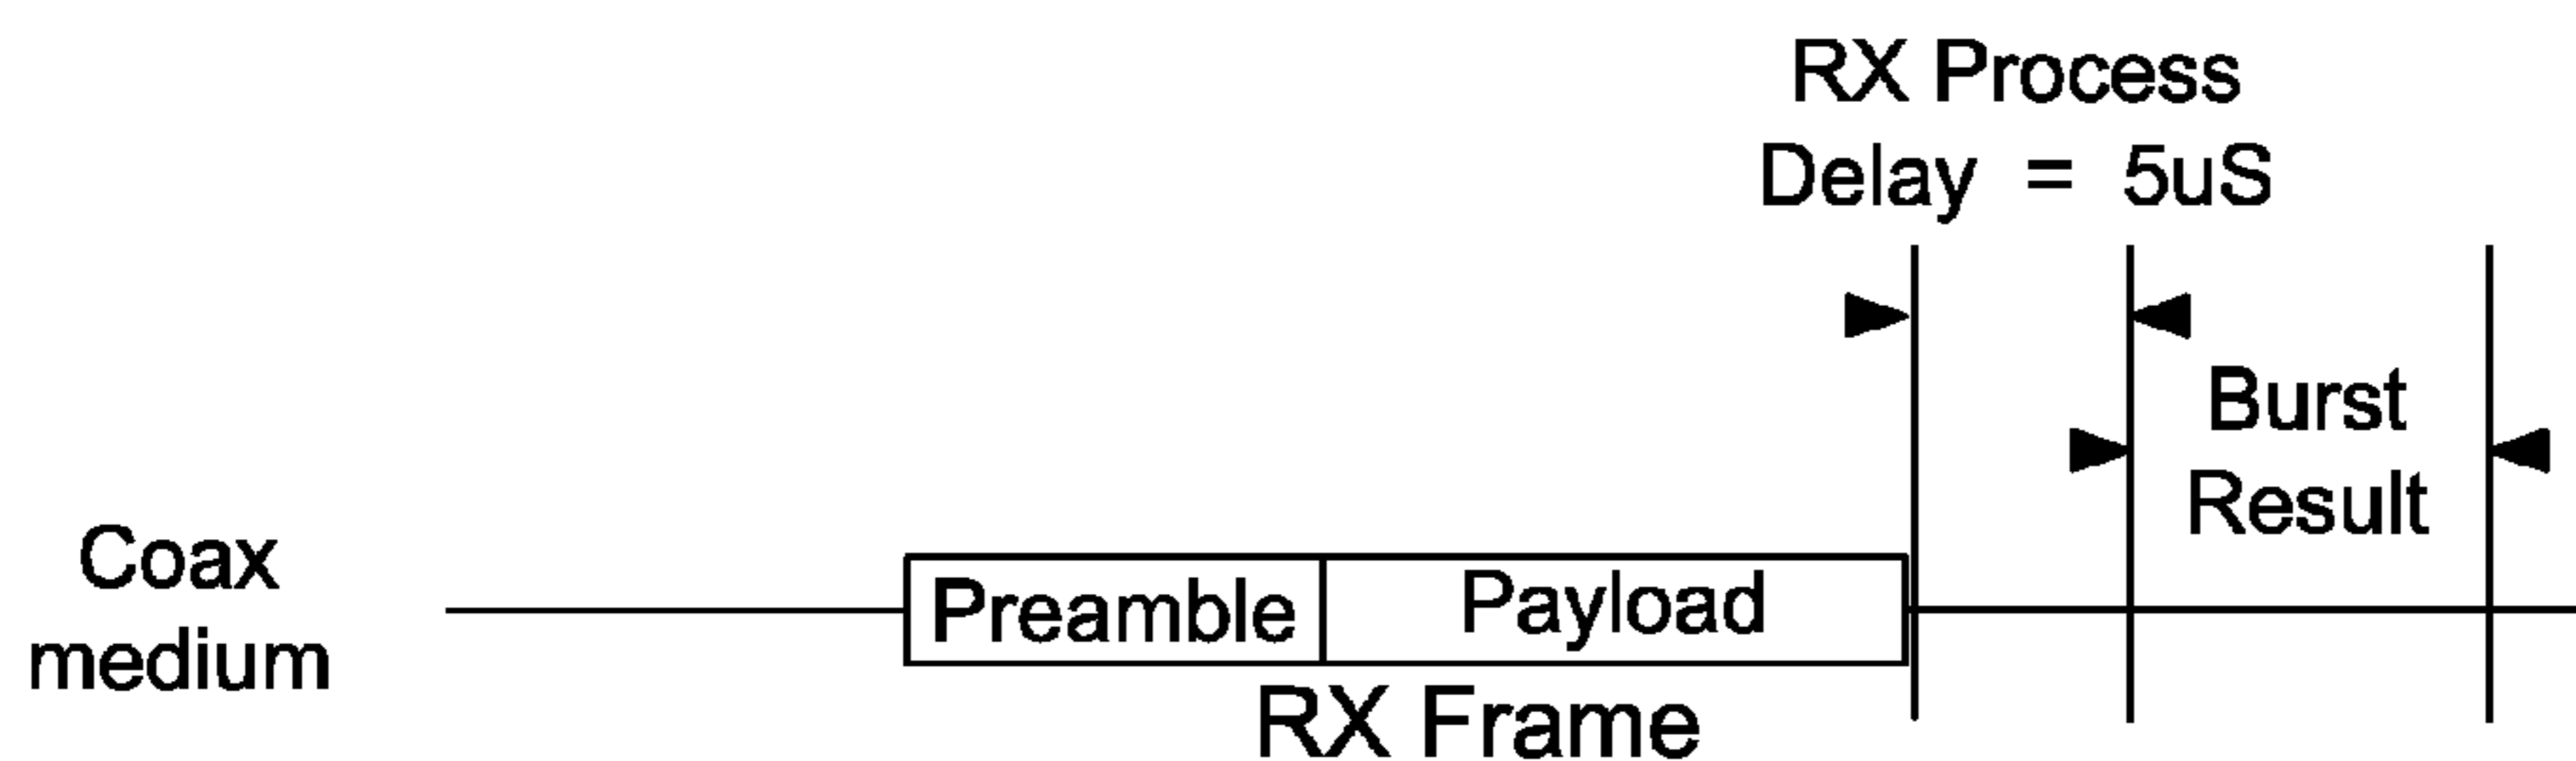 RX Process
Delay = 5uS
Burst
Result
Coax
medium
Preamble
Payload
RX Frame